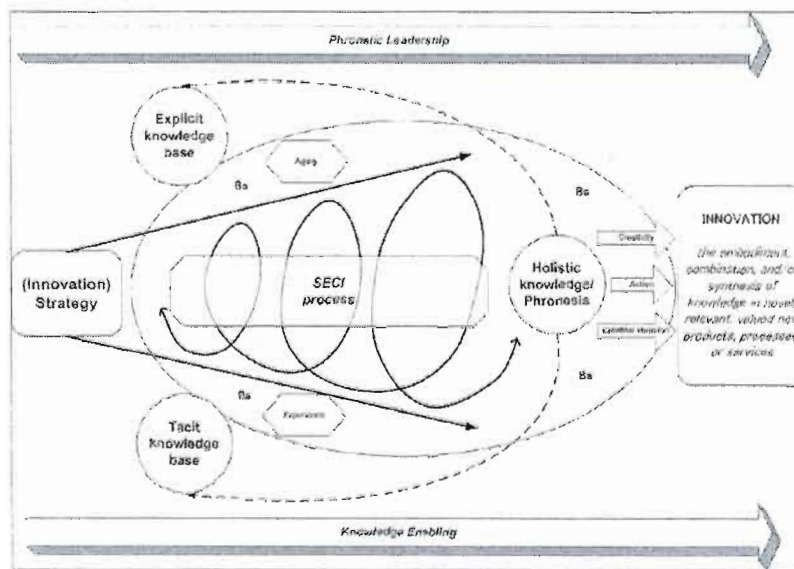 Phronetic Leadership
Explicit
knowledge
base
Ba
Ba
(Innovation)
Strategy
SECI
process
Holistic
knowledge/
Phronesis
Creativity
Action
INNOVATION
the embodiment,
combination, and/or
synthesis of
knowledge in novel,
relevant, valued new
products, processes,
or services
Ba
Experience
Ba
Tacit
knowledge
base
Knowledge Enabling